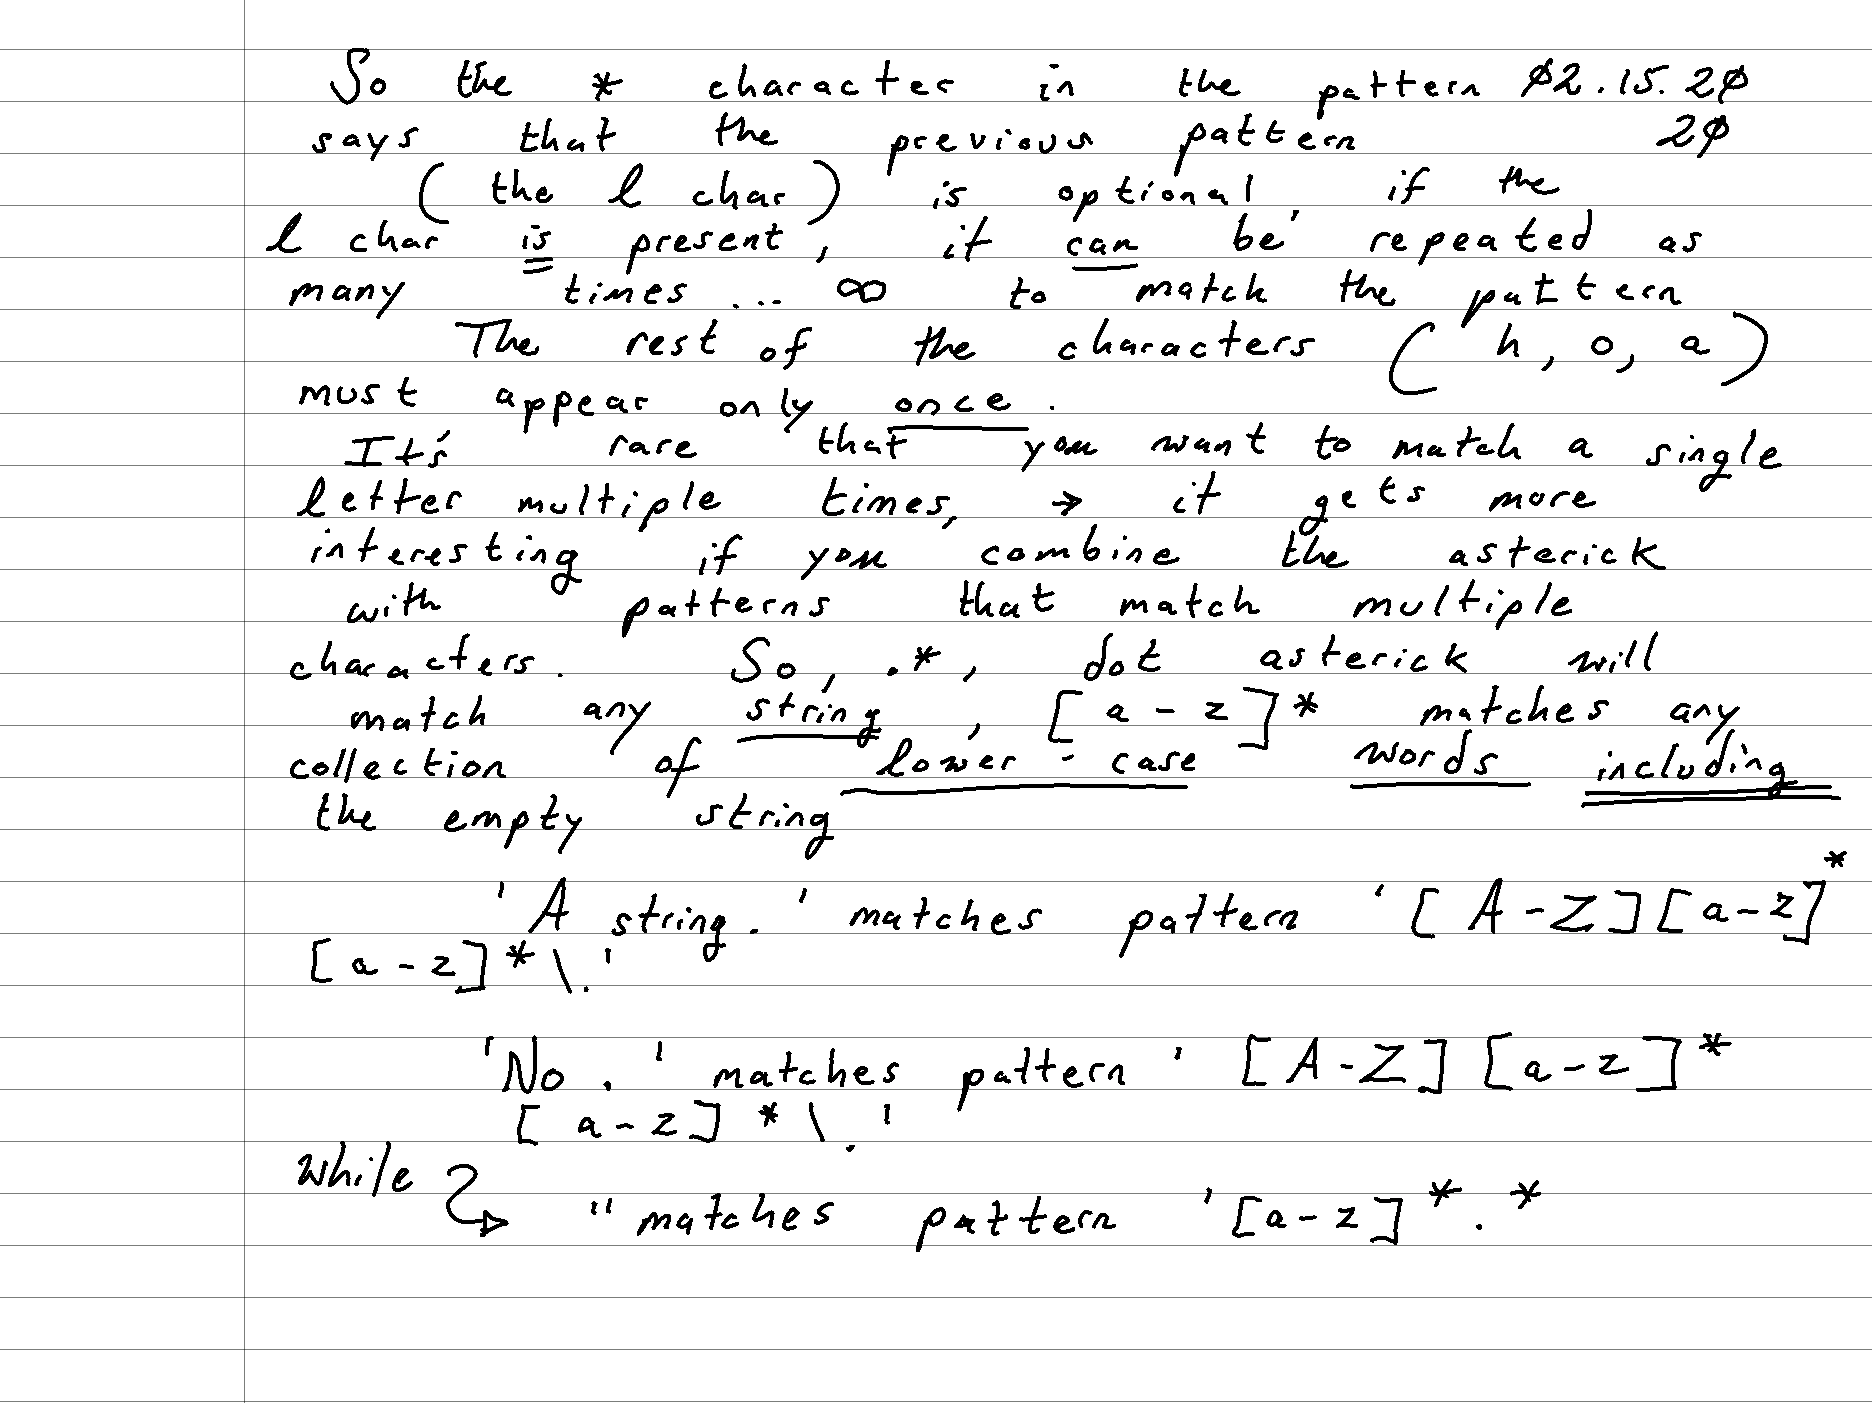 So the * character in the pattern 02.15.20
says that the previous pattern 20
(the l char) is optional, if the
l char is present, it can be repeated as
many times ... ∞ to match the pattern
The rest of the characters (h, o, a)
must appear only once.
It's rare that you want to match a single
letter multiple times, → it gets more
interesting if you combine the asterick
with patterns that match multiple
characters. So, .*, dot asterick will
match any string, [a-z]* matches any
collection of lower-case words including
the empty string
'A string.' matches pattern '[A-Z][a-z]*
[a-z]*\.'
'No.' matches pattern '[A-Z][a-z]*
[a-z]*\.'
while
'' matches pattern '[a-z]*.*